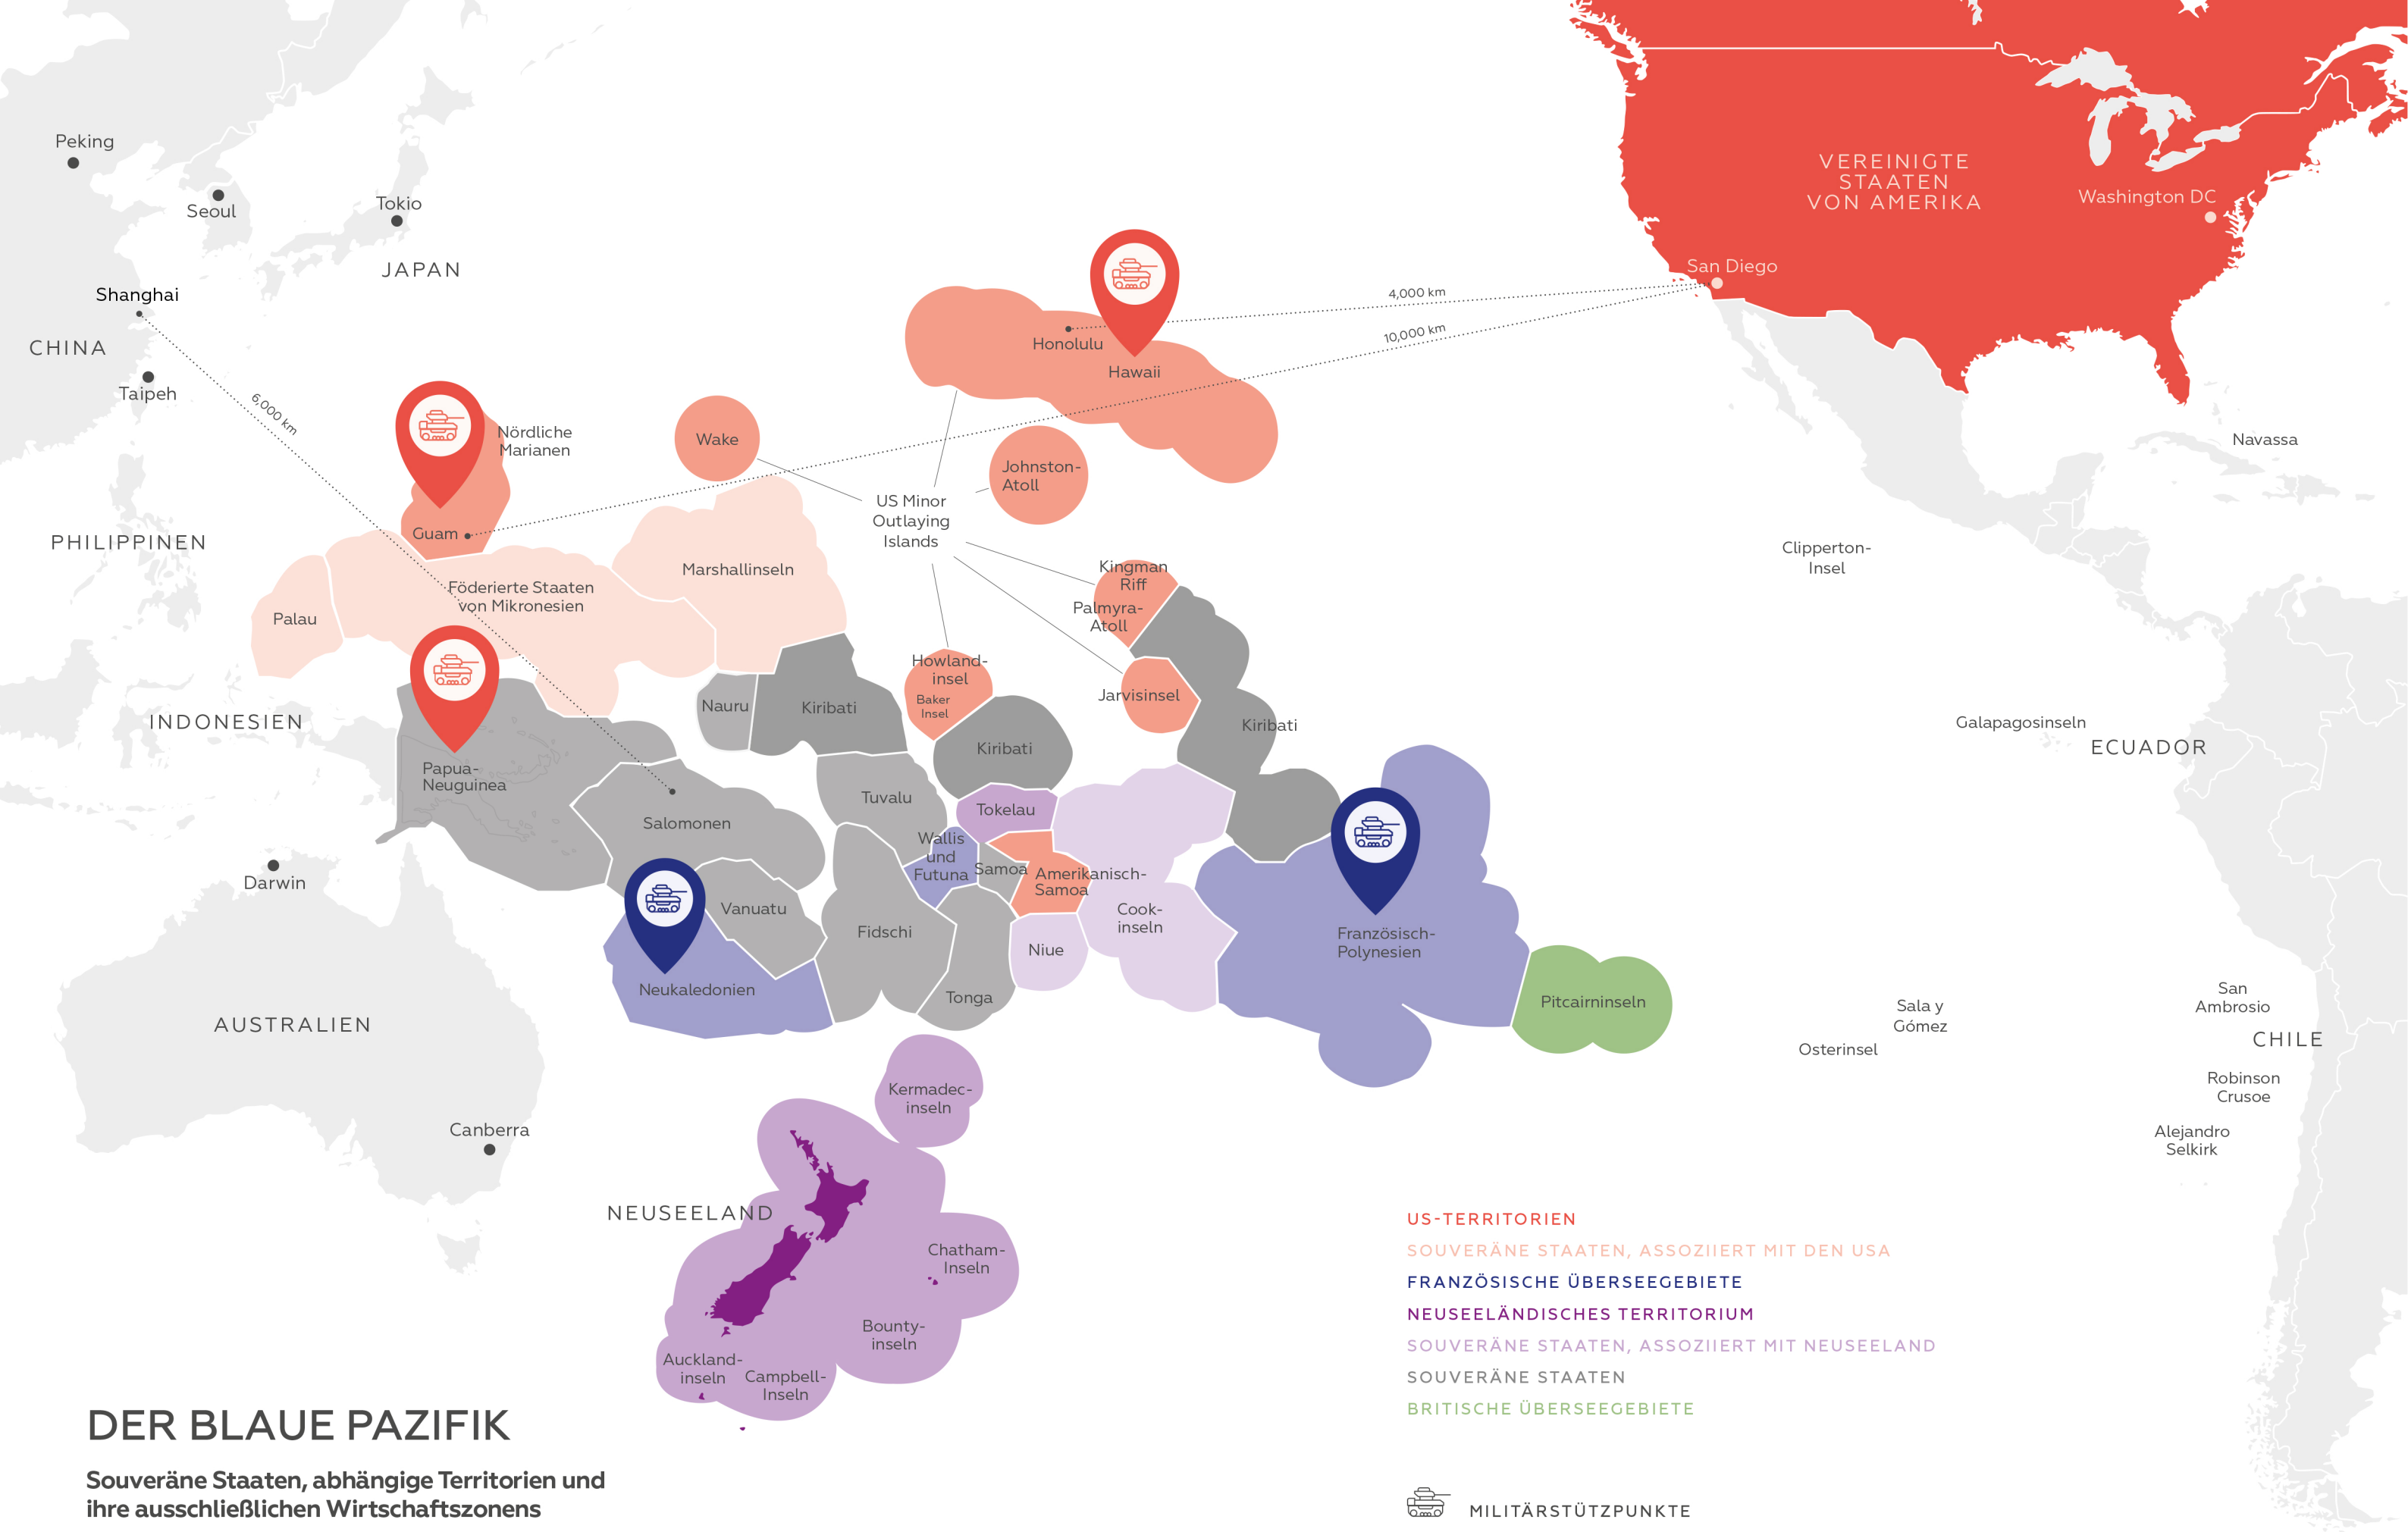 Peking
Seoul
Tokio
JAPAN
Shanghai
CHINA
Taipeh
6,000 km
PHILIPPINEN
INDONESIEN
Darwin
AUSTRALIEN
Canberra
VEREINIGTE
STAATEN
VON AMERIKA
Washington DC
San Diego
4,000 km
10,000 km
Honolulu
Hawaii
Nördliche
Marianen
Guam
Wake
Johnston-
Atoll
US Minor
Outlaying
Islands
Kingman
Riff
Palmyra-
Atoll
Marshallinseln
Föderierte Staaten
von Mikronesien
Palau
Howland-
insel
Baker
Insel
Jarvisinsel
Nauru
Kiribati
Kiribati
Kiribati
Papua-
Neuguinea
Salomonen
Tuvalu
Tokelau
Wallis
und
Futuna
Samoa
Amerikanisch-
Samoa
Vanuatu
Fidschi
Cook-
inseln
Niue
Tonga
Neukaledonien
Französisch-
Polynesien
Pitcairninseln
Kermadec-
inseln
NEUSEELAND
Chatham-
Inseln
Bounty-
inseln
Auckland-
inseln
Campbell-
Inseln
Navassa
Clipperton-
Insel
Galapagosinseln
ECUADOR
San
Ambrosio
Sala y
Gómez
Osterinsel
CHILE
Robinson
Crusoe
Alejandro
Selkirk
US-TERRITORIEN
SOUVERÄNE STAATEN, ASSOZIIERT MIT DEN USA
FRANZÖSISCHE ÜBERSEEGEBIETE
NEUSEELÄNDISCHES TERRITORIUM
SOUVERÄNE STAATEN, ASSOZIIERT MIT NEUSEELAND
SOUVERÄNE STAATEN
BRITISCHE ÜBERSEEGEBIETE
MILITÄRSTÜTZPUNKTE
DER BLAUE PAZIFIK
Souveräne Staaten, abhängige Territorien und
ihre ausschließlichen Wirtschaftszonens